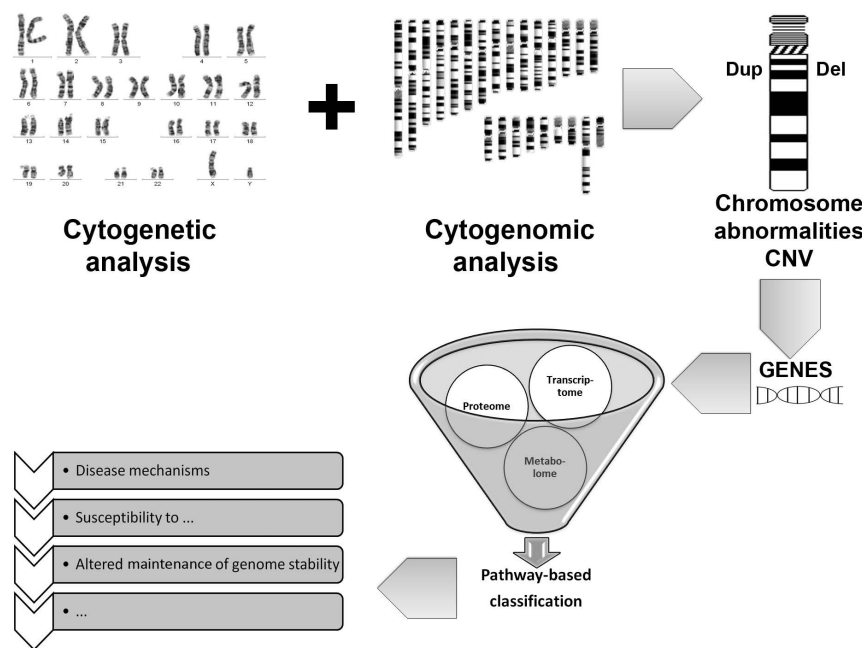 1 2 3 4 5
6 7 8 9 10 11 12
13 14 15 16 17 18
19 20 21 22 X Y
Cytogenetic
analysis
Cytogenomic
analysis
Dup Del
Chromosome
abnormalities
CNV
GENES
Transcrip-
tome
Proteome
Metabo-
lome
Pathway-based
classification
• Disease mechanisms
• Susceptibility to ...
• Altered maintenance of genome stability
• ...